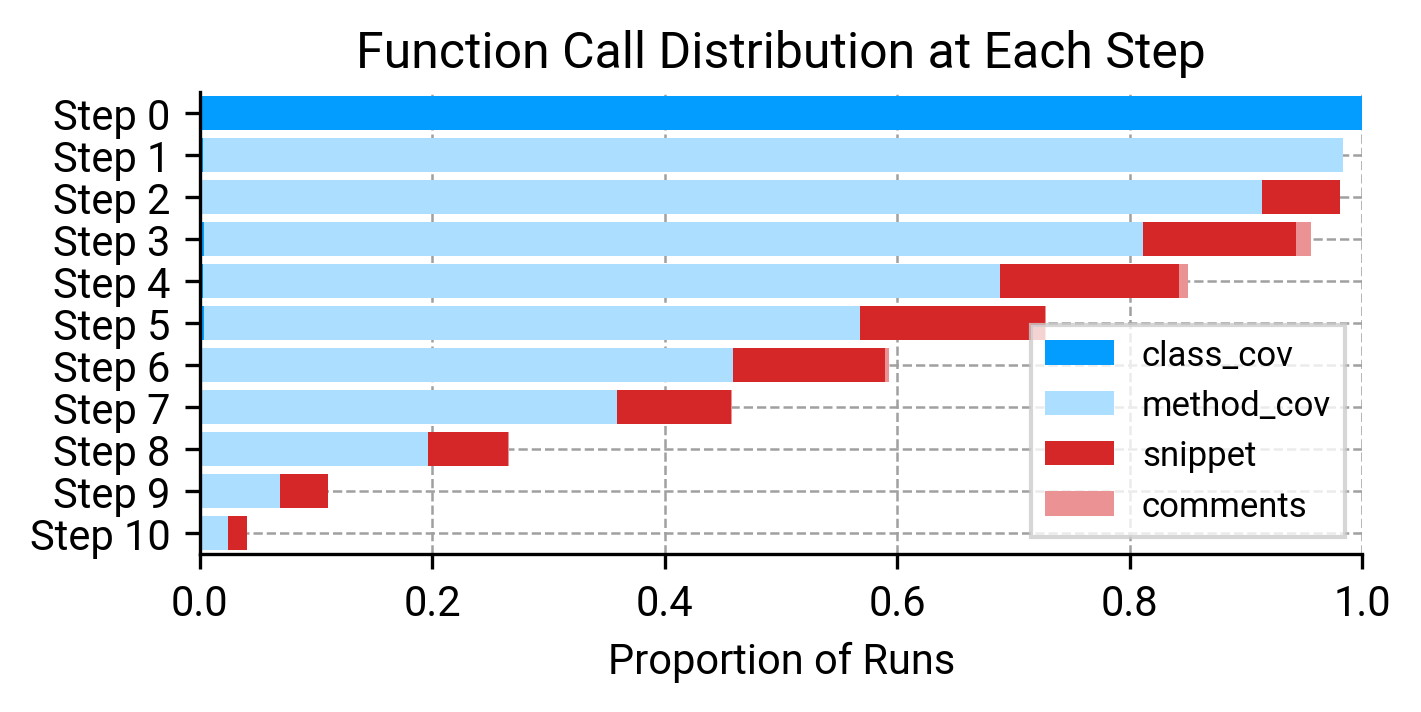 Function Call Distribution at Each Step
Step 0
Step 1
Step 2
Step 3
Step 4
Step 5
Step 6
Step 7
Step 8
Step 9
Step 10
class_cov
method_cov
snippet
comments
0.0 0.2 0.4 0.6 0.8 1.0
Proportion of Runs